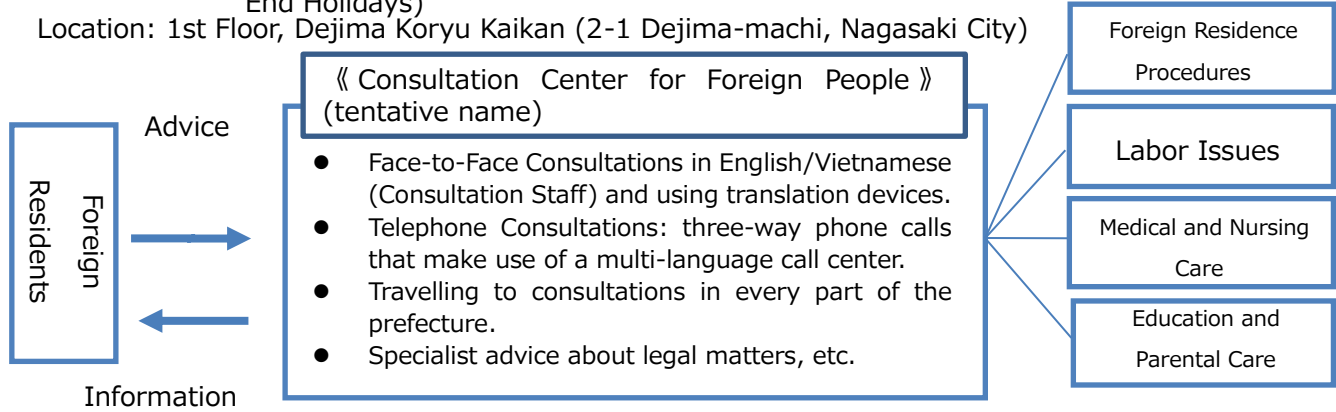 End Holidays)
Location: 1st Floor, Dejima Koryu Kaikan (2-1 Dejima-machi, Nagasaki City)
Foreign Residents
Advice
Information
《 Consultation Center for Foreign People 》
(tentative name)
● Face-to-Face Consultations in English/Vietnamese
(Consultation Staff) and using translation devices.
● Telephone Consultations: three-way phone calls
that make use of a multi-language call center.
● Travelling to consultations in every part of the
prefecture.
● Specialist advice about legal matters, etc.
Foreign Residence
Procedures
Labor Issues
Medical and Nursing
Care
Education and
Parental Care